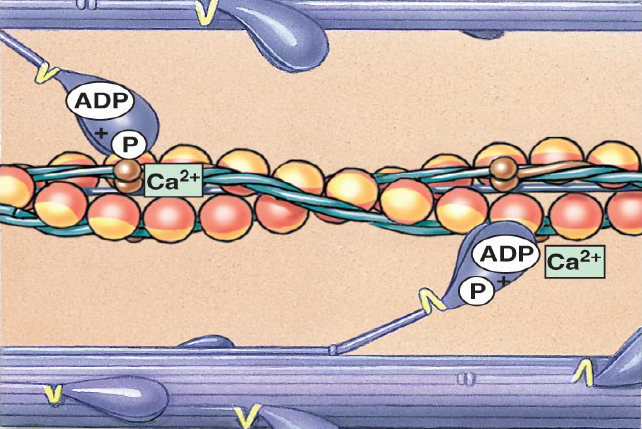 ADP
+
P
Ca²⁺
ADP
Ca²⁺
P +